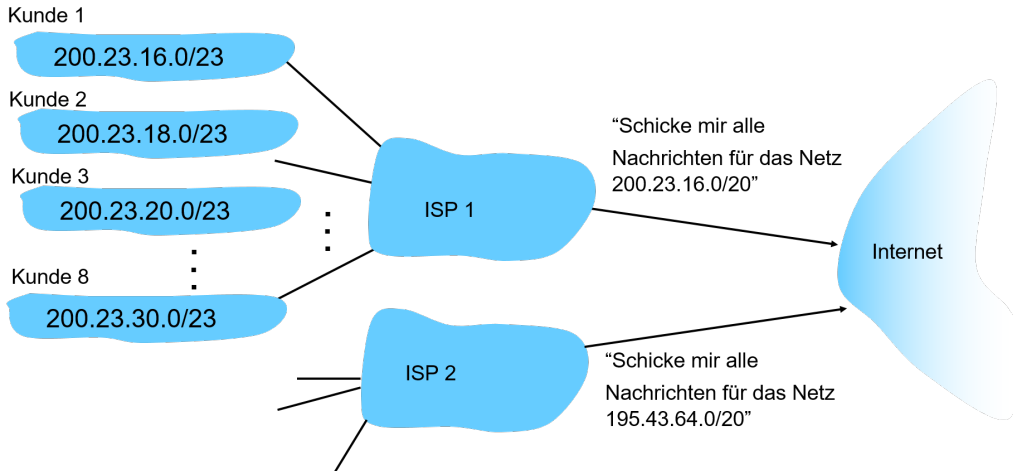 Kunde 1
200.23.16.0/23
Kunde 2
200.23.18.0/23
Kunde 3
200.23.20.0/23
Kunde 8
200.23.30.0/23
ISP 1
“Schicke mir alle
Nachrichten für das Netz
200.23.16.0/20”
Internet
ISP 2
“Schicke mir alle
Nachrichten für das Netz
195.43.64.0/20”